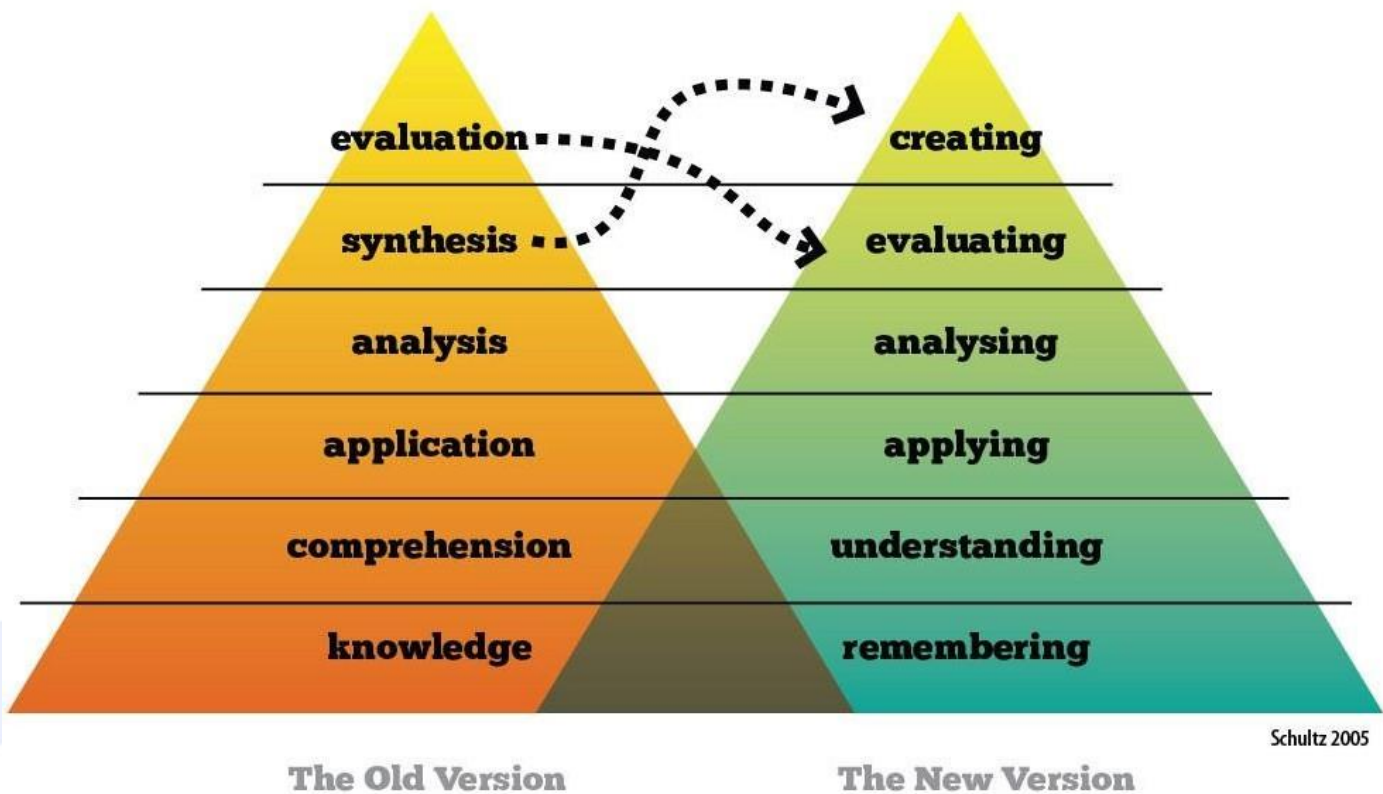 evaluation
creating
synthesis
evaluating
analysis
analysing
application
applying
comprehension
understanding
knowledge
remembering
Schultz 2005
The Old Version
The New Version